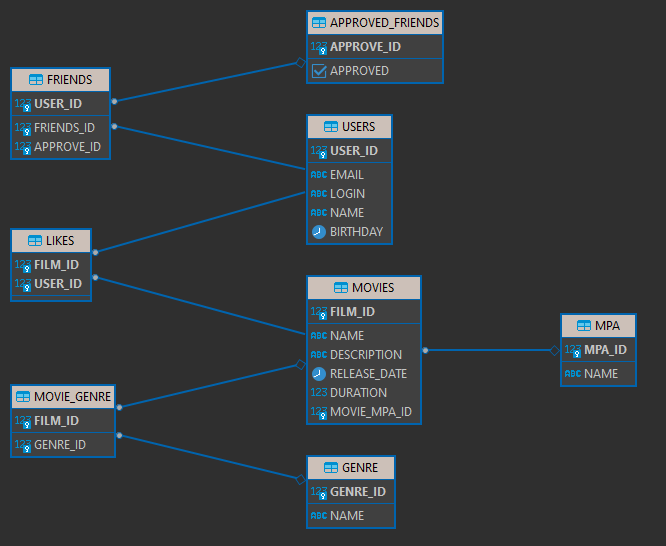 APPROVED_FRIENDS
123 APPROVE_ID
APPROVED
FRIENDS
123 USER_ID
123 FRIENDS_ID
123 APPROVE_ID
USERS
123 USER_ID
ABC EMAIL
ABC LOGIN
ABC NAME
BIRTHDAY
LIKES
123 FILM_ID
123 USER_ID
MOVIES
123 FILM_ID
ABC NAME
ABC DESCRIPTION
RELEASE_DATE
123 DURATION
123 MOVIE_MPA_ID
MPA
123 MPA_ID
ABC NAME
MOVIE_GENRE
123 FILM_ID
123 GENRE_ID
GENRE
123 GENRE_ID
ABC NAME